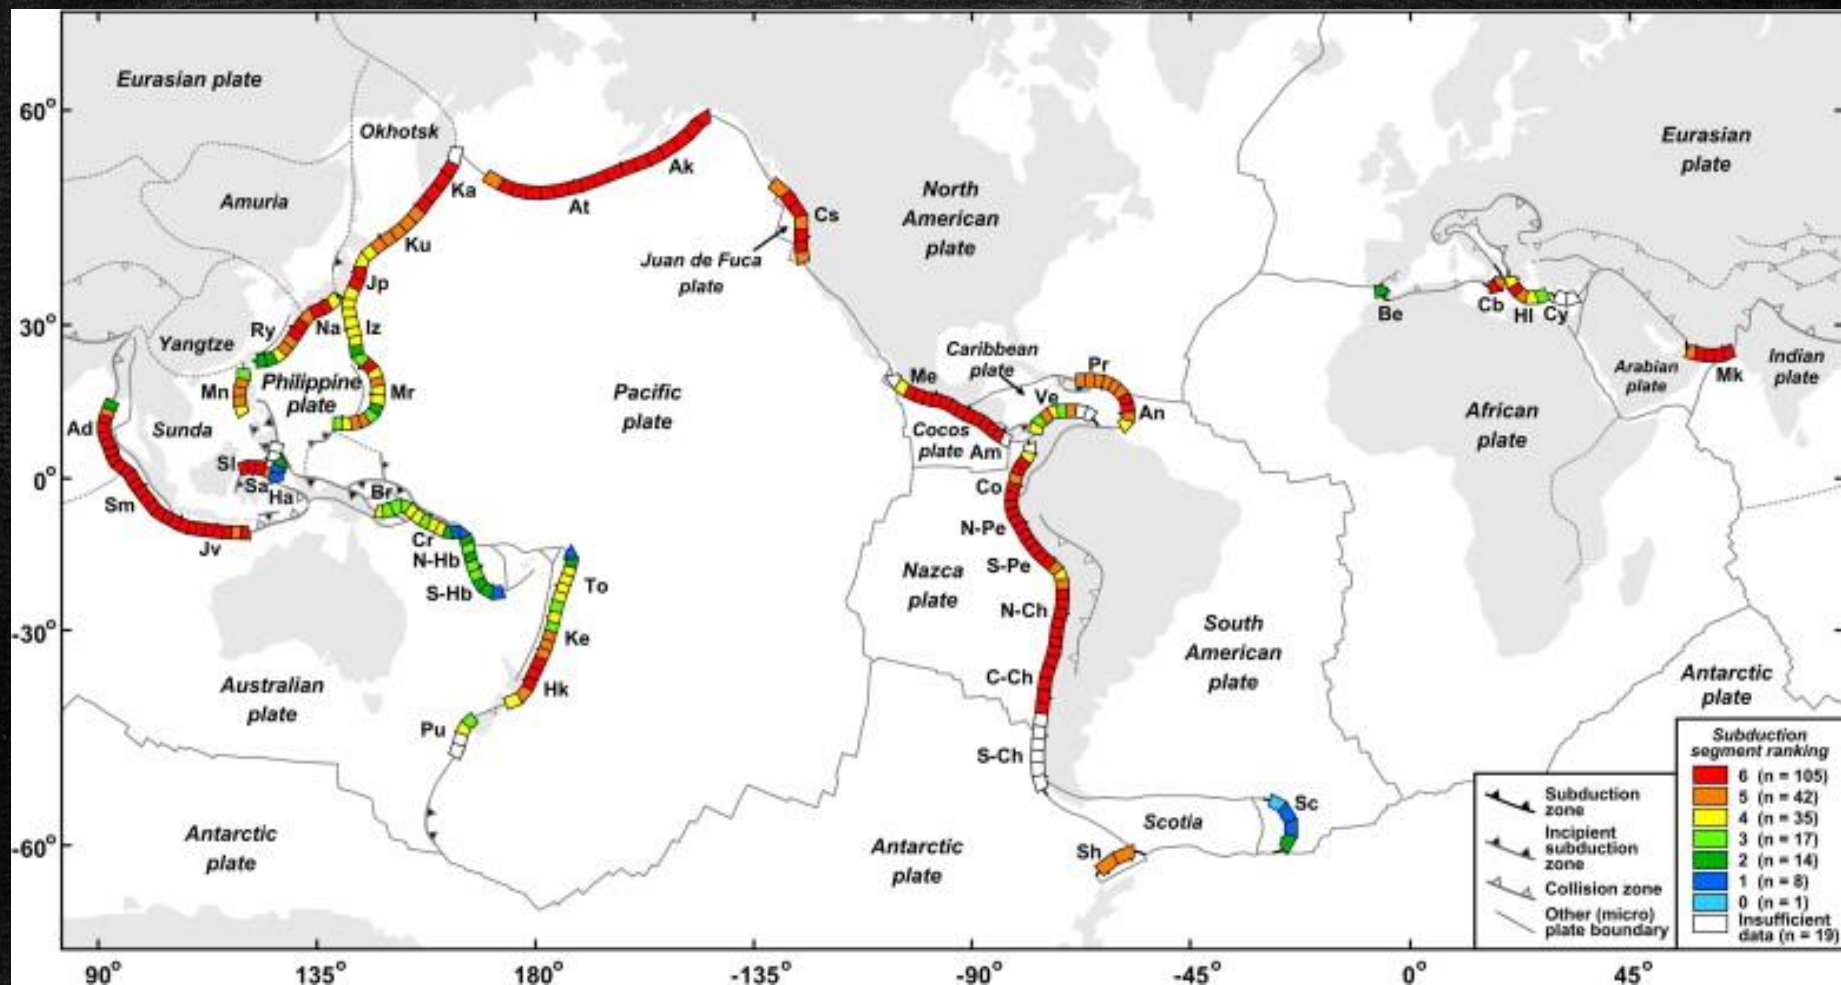 Eurasian plate
Okhotsk
Amuria
Yangtze
Philippine
plate
Sunda
Pacific
plate
Juan de Fuca
plate
North
American
plate
Caribbean
plate
Cocos
plate
Nazca
plate
South
American
plate
Scotia
African
plate
Eurasian
plate
Arabian
plate
Indian
plate
Australian
plate
Antarctic
plate
Antarctic
plate
Antarctic
plate
Ka
Ku
Jp
Na
Iz
Ry
Mn
Mr
Ad
Sm
Jv
Sl
Sa
Ha
Br
Cr
N-Hb
S-Hb
To
Ke
Hk
Pu
At
Ak
Cs
Me
Pr
Ve
An
Am
Co
N-Pe
S-Pe
N-Ch
C-Ch
S-Ch
Sc
Sh
Be
Cb
Hl
Cy
Mk
60°
30°
0°
-30°
-60°
90°
135°
180°
-135°
-90°
-45°
0°
45°
Subduction
zone
Incipient
subduction
zone
Collision zone
Other (micro)
plate boundary
Subduction
segment ranking
6 (n = 105)
5 (n = 42)
4 (n = 35)
3 (n = 17)
2 (n = 14)
1 (n = 8)
0 (n = 1)
Insufficient
data (n = 19)